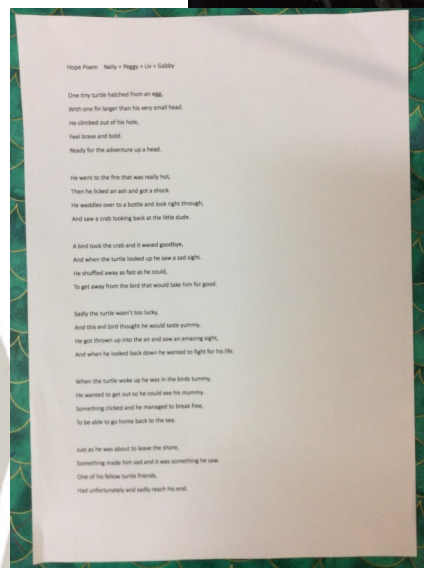 Hope Poem Nelly + Peggy + Liv + Gabby
One tiny turtle hatched from an egg,
With one fin larger than his very small head.
He climbed out of his hole,
Feel brave and bold.
Ready for the adventure up a head.
He went to the fire that was really hot,
Then he licked an ash and got a shock.
He waddles over to a bottle and look right through,
And saw a crab looking back at the little dude.
A bird took the crab and it waved goodbye,
And when the turtle looked up he saw a sad sight.
He shuffled away as fast as he could,
To get away from the bird that would take him for good.
Sadly the turtle wasn't too lucky,
And this evil bird thought he would taste yummy.
He got thrown up into the air and saw an amazing sight,
And when he looked back down he wanted to fight for his life.
When the turtle woke up he was in the birds tummy,
He wanted to get out so he could see his mummy.
Something clicked and he managed to break free,
To be able to go home back to the sea.
Just as he was about to leave the shore,
Something made him sad and it was something he saw.
One of his fellow turtle friends,
Had unfortunately and sadly reach his end.